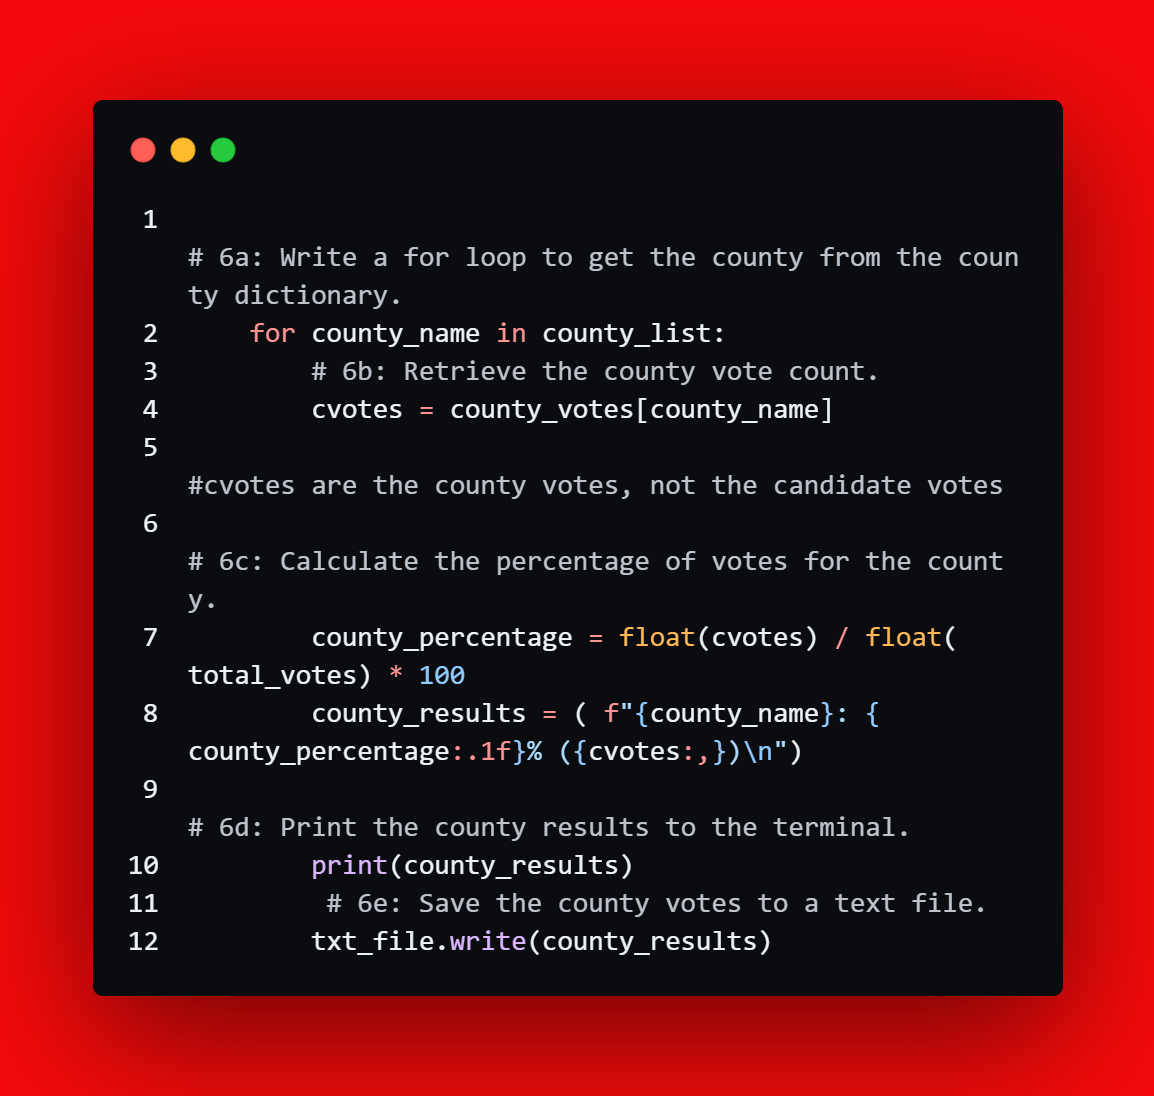 1
# 6a: Write a for loop to get the county from the coun
ty dictionary.
2     for county_name in county_list:
3         # 6b: Retrieve the county vote count.
4         cvotes = county_votes[county_name]
5
#cvotes are the county votes, not the candidate votes
6
# 6c: Calculate the percentage of votes for the count
y.
7         county_percentage = float(cvotes) / float(
total_votes) * 100
8         county_results = ( f"{county_name}: {
county_percentage:.1f}% ({cvotes:,})\n")
9
# 6d: Print the county results to the terminal.
10         print(county_results)
11          # 6e: Save the county votes to a text file.
12         txt_file.write(county_results)